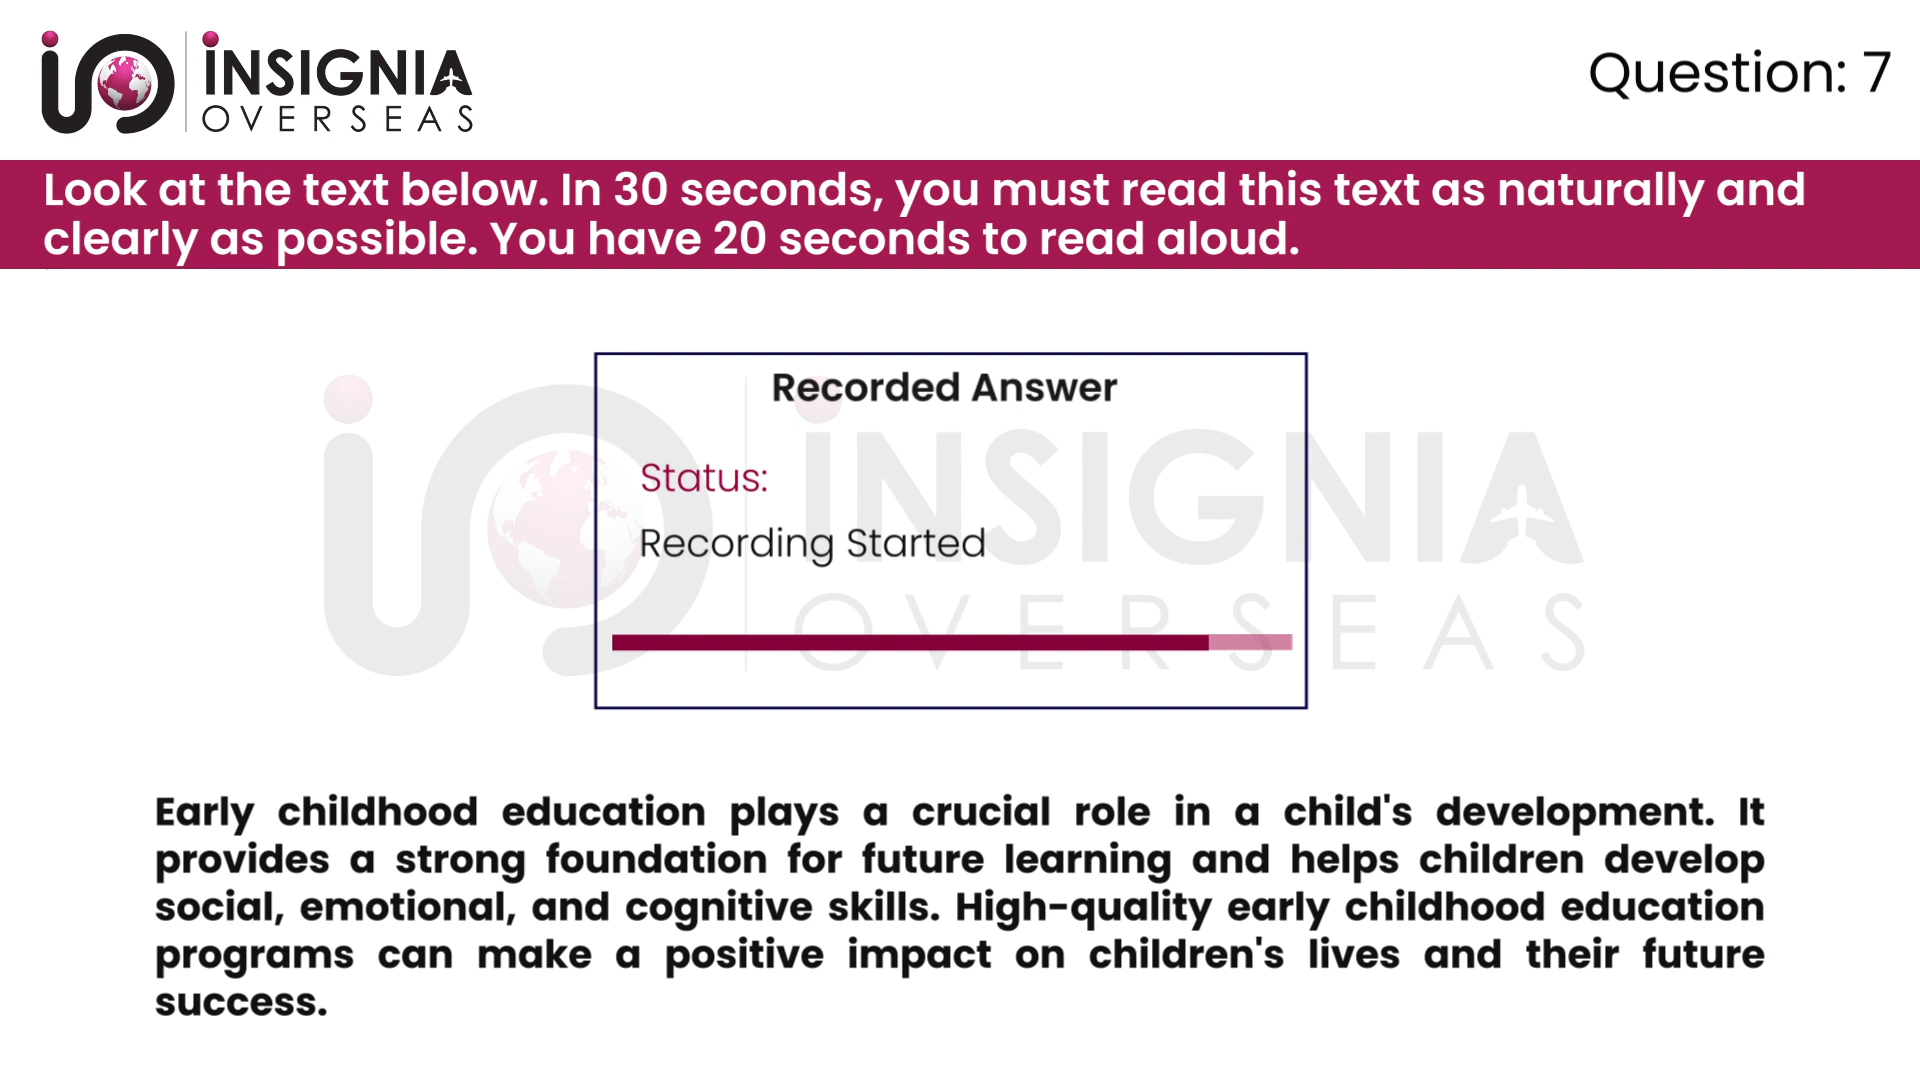 INSIGNIA
OVERSEAS
Question: 7
Look at the text below. In 30 seconds, you must read this text as naturally and
clearly as possible. You have 20 seconds to read aloud.
Recorded Answer
Status:
Recording Started
INSIGNIA
OVERSEAS
Early childhood education plays a crucial role in a child's development. It
provides a strong foundation for future learning and helps children develop
social, emotional, and cognitive skills. High-quality early childhood education
programs can make a positive impact on children's lives and their future
success.